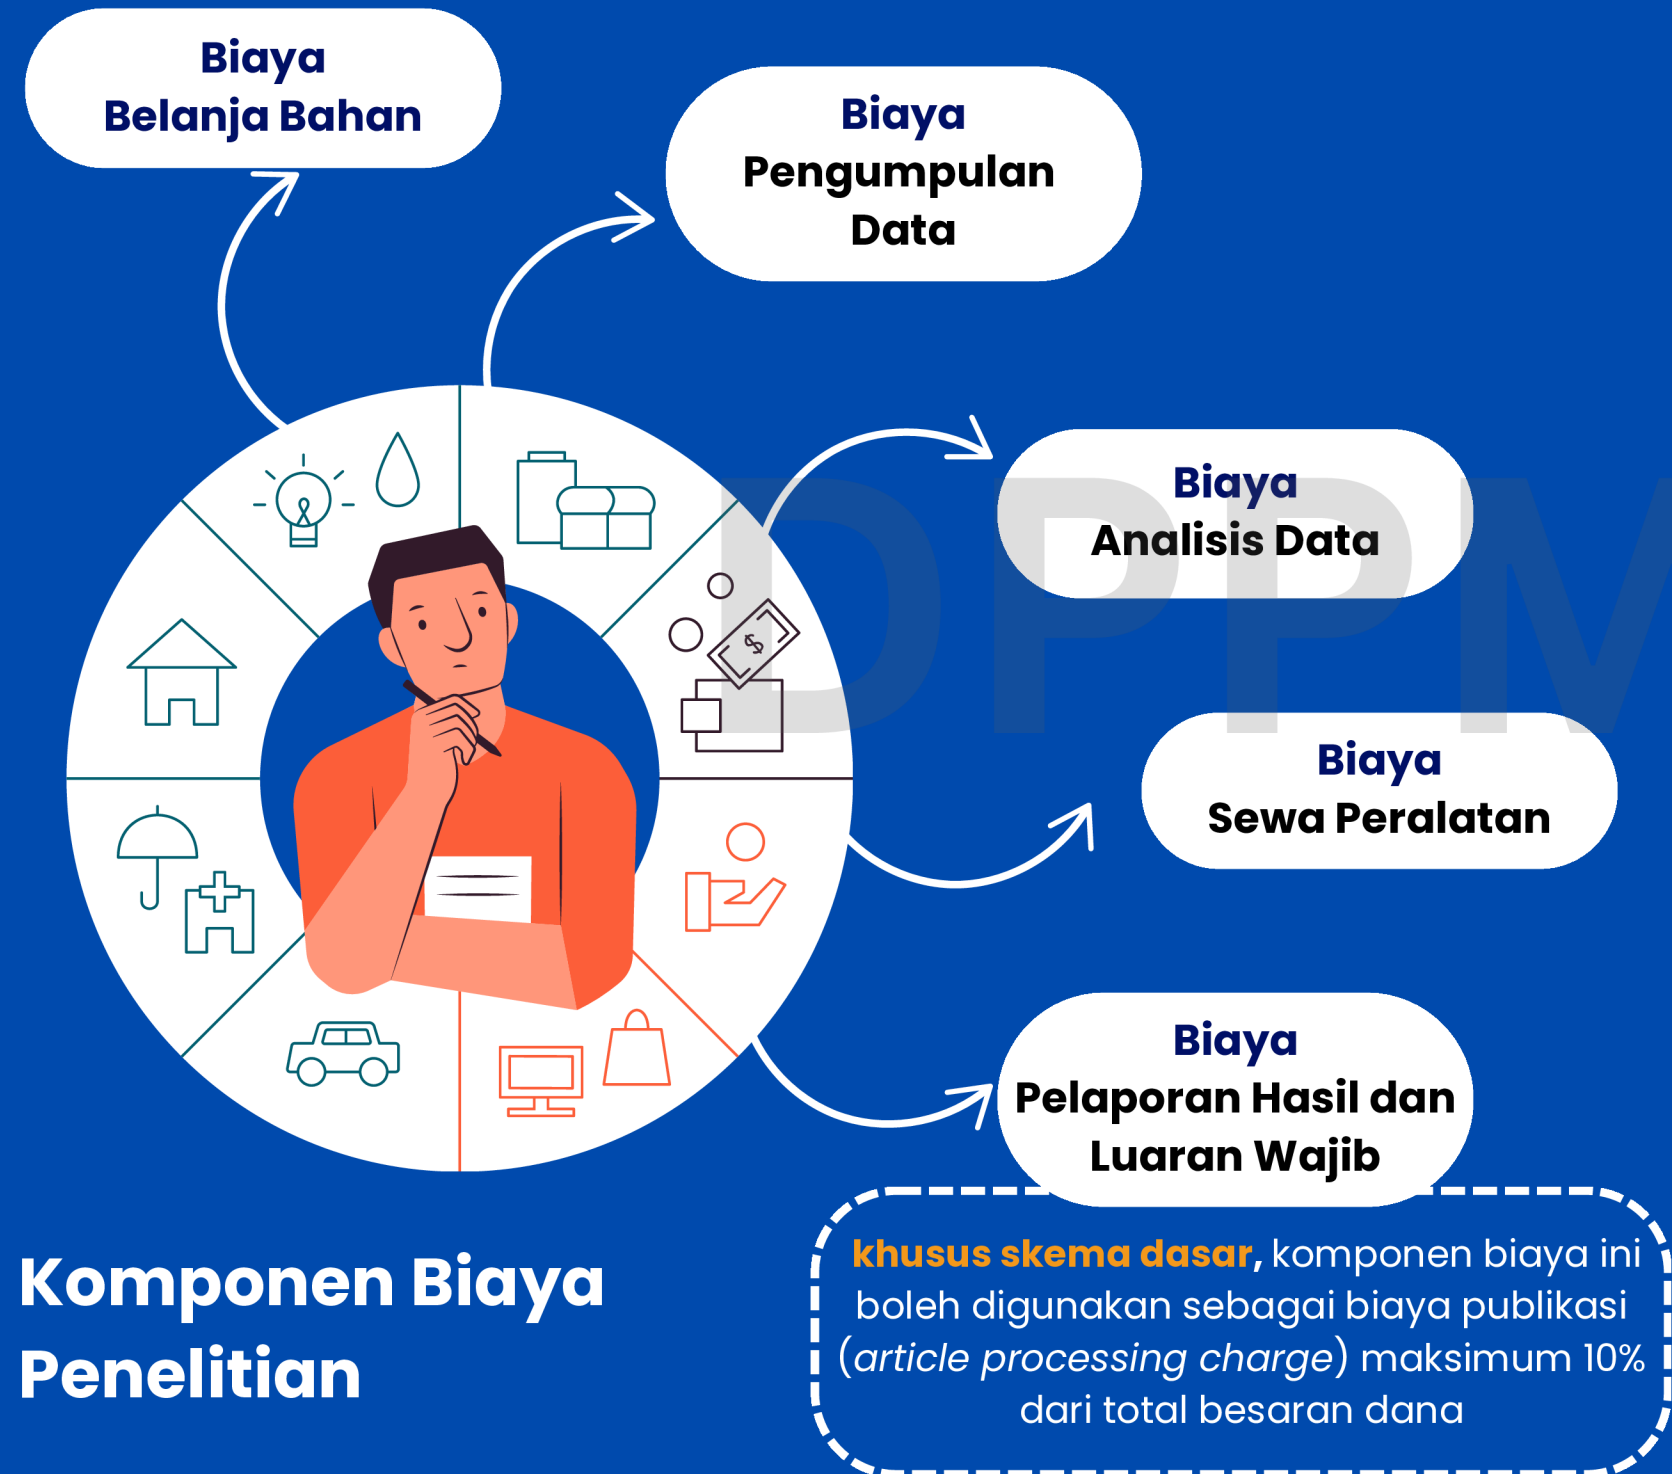 Biaya
Belanja Bahan
Biaya
Pengumpulan
Data
Biaya
Analisis Data
DPPM
$
Biaya
Sewa Peralatan
Biaya
Pelaporan Hasil dan
Luaran Wajib
khusus skema dasar, komponen biaya ini
boleh digunakan sebagai biaya publikasi
(article processing charge) maksimum 10%
dari total besaran dana
Komponen Biaya
Penelitian